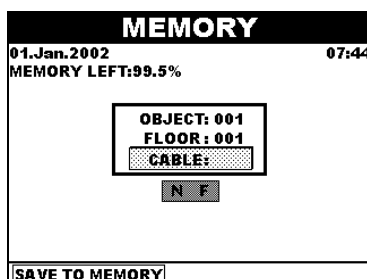 MEMORY
01.Jan.2002 07:44
MEMORY LEFT:99.5%
OBJECT: 001
FLOOR: 001
CABLE:
N F
SAVE TO MEMORY